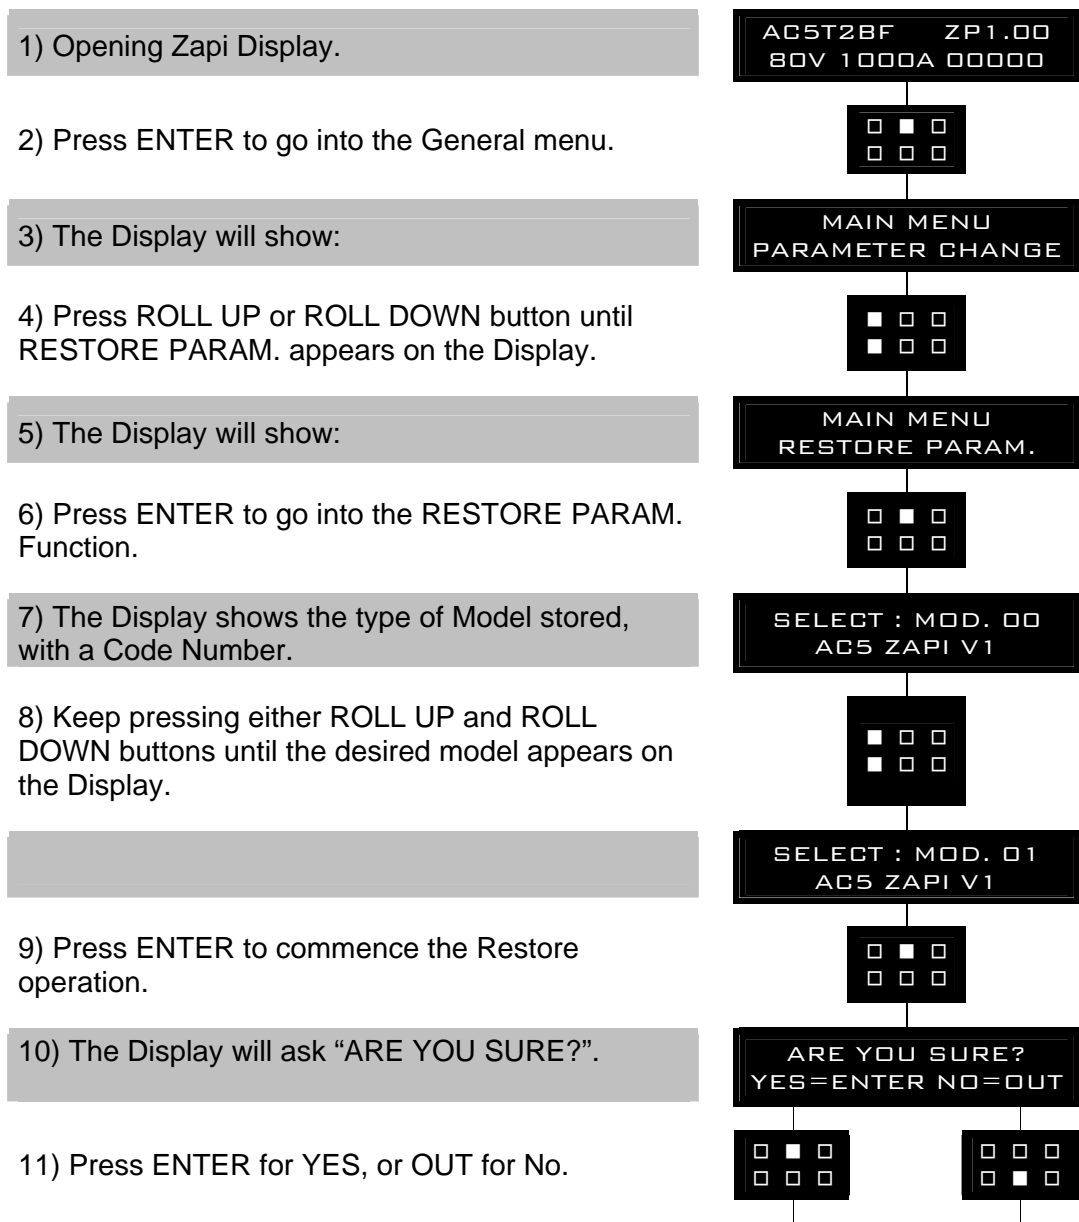 1) Opening Zapi Display.
AC5T2BF ZP1.00
80V 1000A 00000
2) Press ENTER to go into the General menu.
3) The Display will show:
MAIN MENU
PARAMETER CHANGE
4) Press ROLL UP or ROLL DOWN button until
RESTORE PARAM. appears on the Display.
5) The Display will show:
MAIN MENU
RESTORE PARAM.
6) Press ENTER to go into the RESTORE PARAM.
Function.
7) The Display shows the type of Model stored,
with a Code Number.
SELECT : MOD. 00
AC5 ZAPI V1
8) Keep pressing either ROLL UP and ROLL
DOWN buttons until the desired model appears on
the Display.
SELECT : MOD. 01
AC5 ZAPI V1
9) Press ENTER to commence the Restore
operation.
10) The Display will ask “ARE YOU SURE?”.
ARE YOU SURE?
YES=ENTER NO=OUT
11) Press ENTER for YES, or OUT for No.